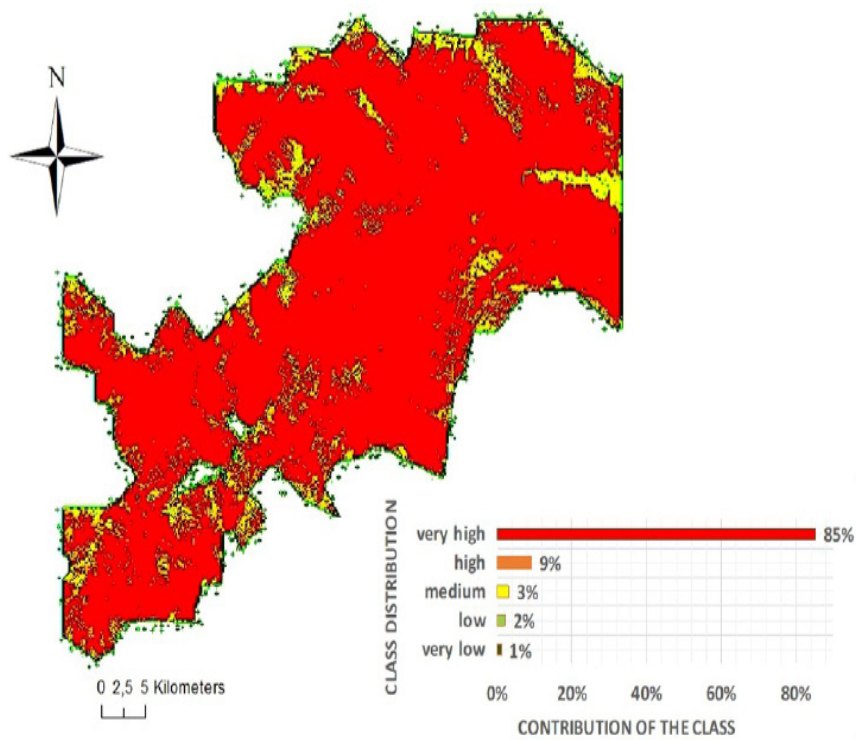 N
0 2,5 5 Kilometers
CLASS DISTRIBUTION
very high 85%
high 9%
medium 3%
low 2%
very low 1%
0% 20% 40% 60% 80%
CONTRIBUTION OF THE CLASS